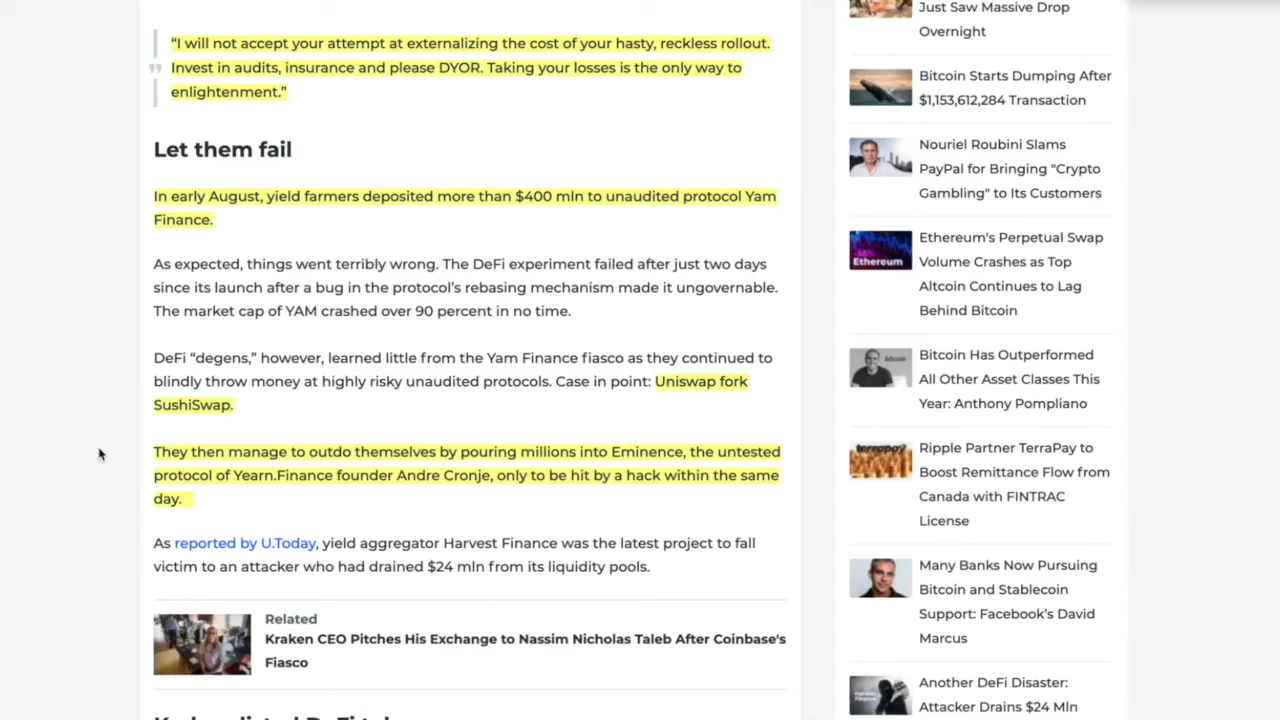 “I will not accept your attempt at externalizing the cost of your hasty, reckless rollout.
Invest in audits, insurance and please DYOR. Taking your losses is the only way to
enlightenment.”
Let them fail
In early August, yield farmers deposited more than $400 mln to unaudited protocol Yam
Finance.
As expected, things went terribly wrong. The DeFi experiment failed after just two days
since its launch after a bug in the protocol’s rebasing mechanism made it ungovernable.
The market cap of YAM crashed over 90 percent in no time.
DeFi “degens,” however, learned little from the Yam Finance fiasco as they continued to
blindly throw money at highly risky unaudited protocols. Case in point: Uniswap fork
SushiSwap.
They then manage to outdo themselves by pouring millions into Eminence, the untested
protocol of Yearn.Finance founder Andre Cronje, only to be hit by a hack within the same
day.
As reported by U.Today, yield aggregator Harvest Finance was the latest project to fall
victim to an attacker who had drained $24 mln from its liquidity pools.
Related
Kraken CEO Pitches His Exchange to Nassim Nicholas Taleb After Coinbase's
Fiasco
Just Saw Massive Drop
Overnight
Bitcoin Starts Dumping After
$1,153,612,284 Transaction
Nouriel Roubini Slams
PayPal for Bringing "Crypto
Gambling" to Its Customers
Ethereum
Ethereum's Perpetual Swap
Volume Crashes as Top
Altcoin Continues to Lag
Behind Bitcoin
bitcoin
Bitcoin Has Outperformed
All Other Asset Classes This
Year: Anthony Pompliano
terrapay
Ripple Partner TerraPay to
Boost Remittance Flow from
Canada with FINTRAC
License
Many Banks Now Pursuing
Bitcoin and Stablecoin
Support: Facebook’s David
Marcus
Another DeFi Disaster:
Attacker Drains $24 Mln